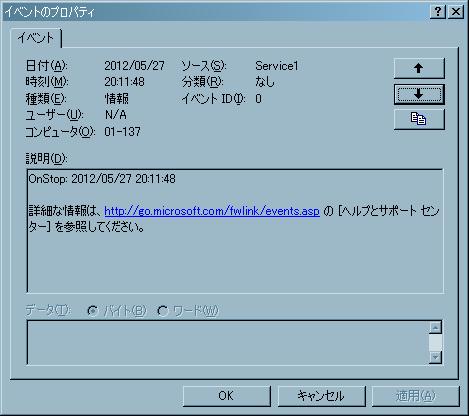 イベントのプロパティ
イベント
日付(A): 2012/05/27 ソース(S): Service1
時刻(M): 20:11:48 分類(R): なし
種類(E): 情報 イベント ID(I): 0
ユーザー(U): N/A
コンピュータ(O): 01-137
説明(D):
OnStop: 2012/05/27 20:11:48
詳細な情報は、http://go.microsoft.com/fwlink/events.asp の [ヘルプとサポート セン
ター] を参照してください。
データ(T): バイト(B) ワード(W)
OK キャンセル 適用(A)